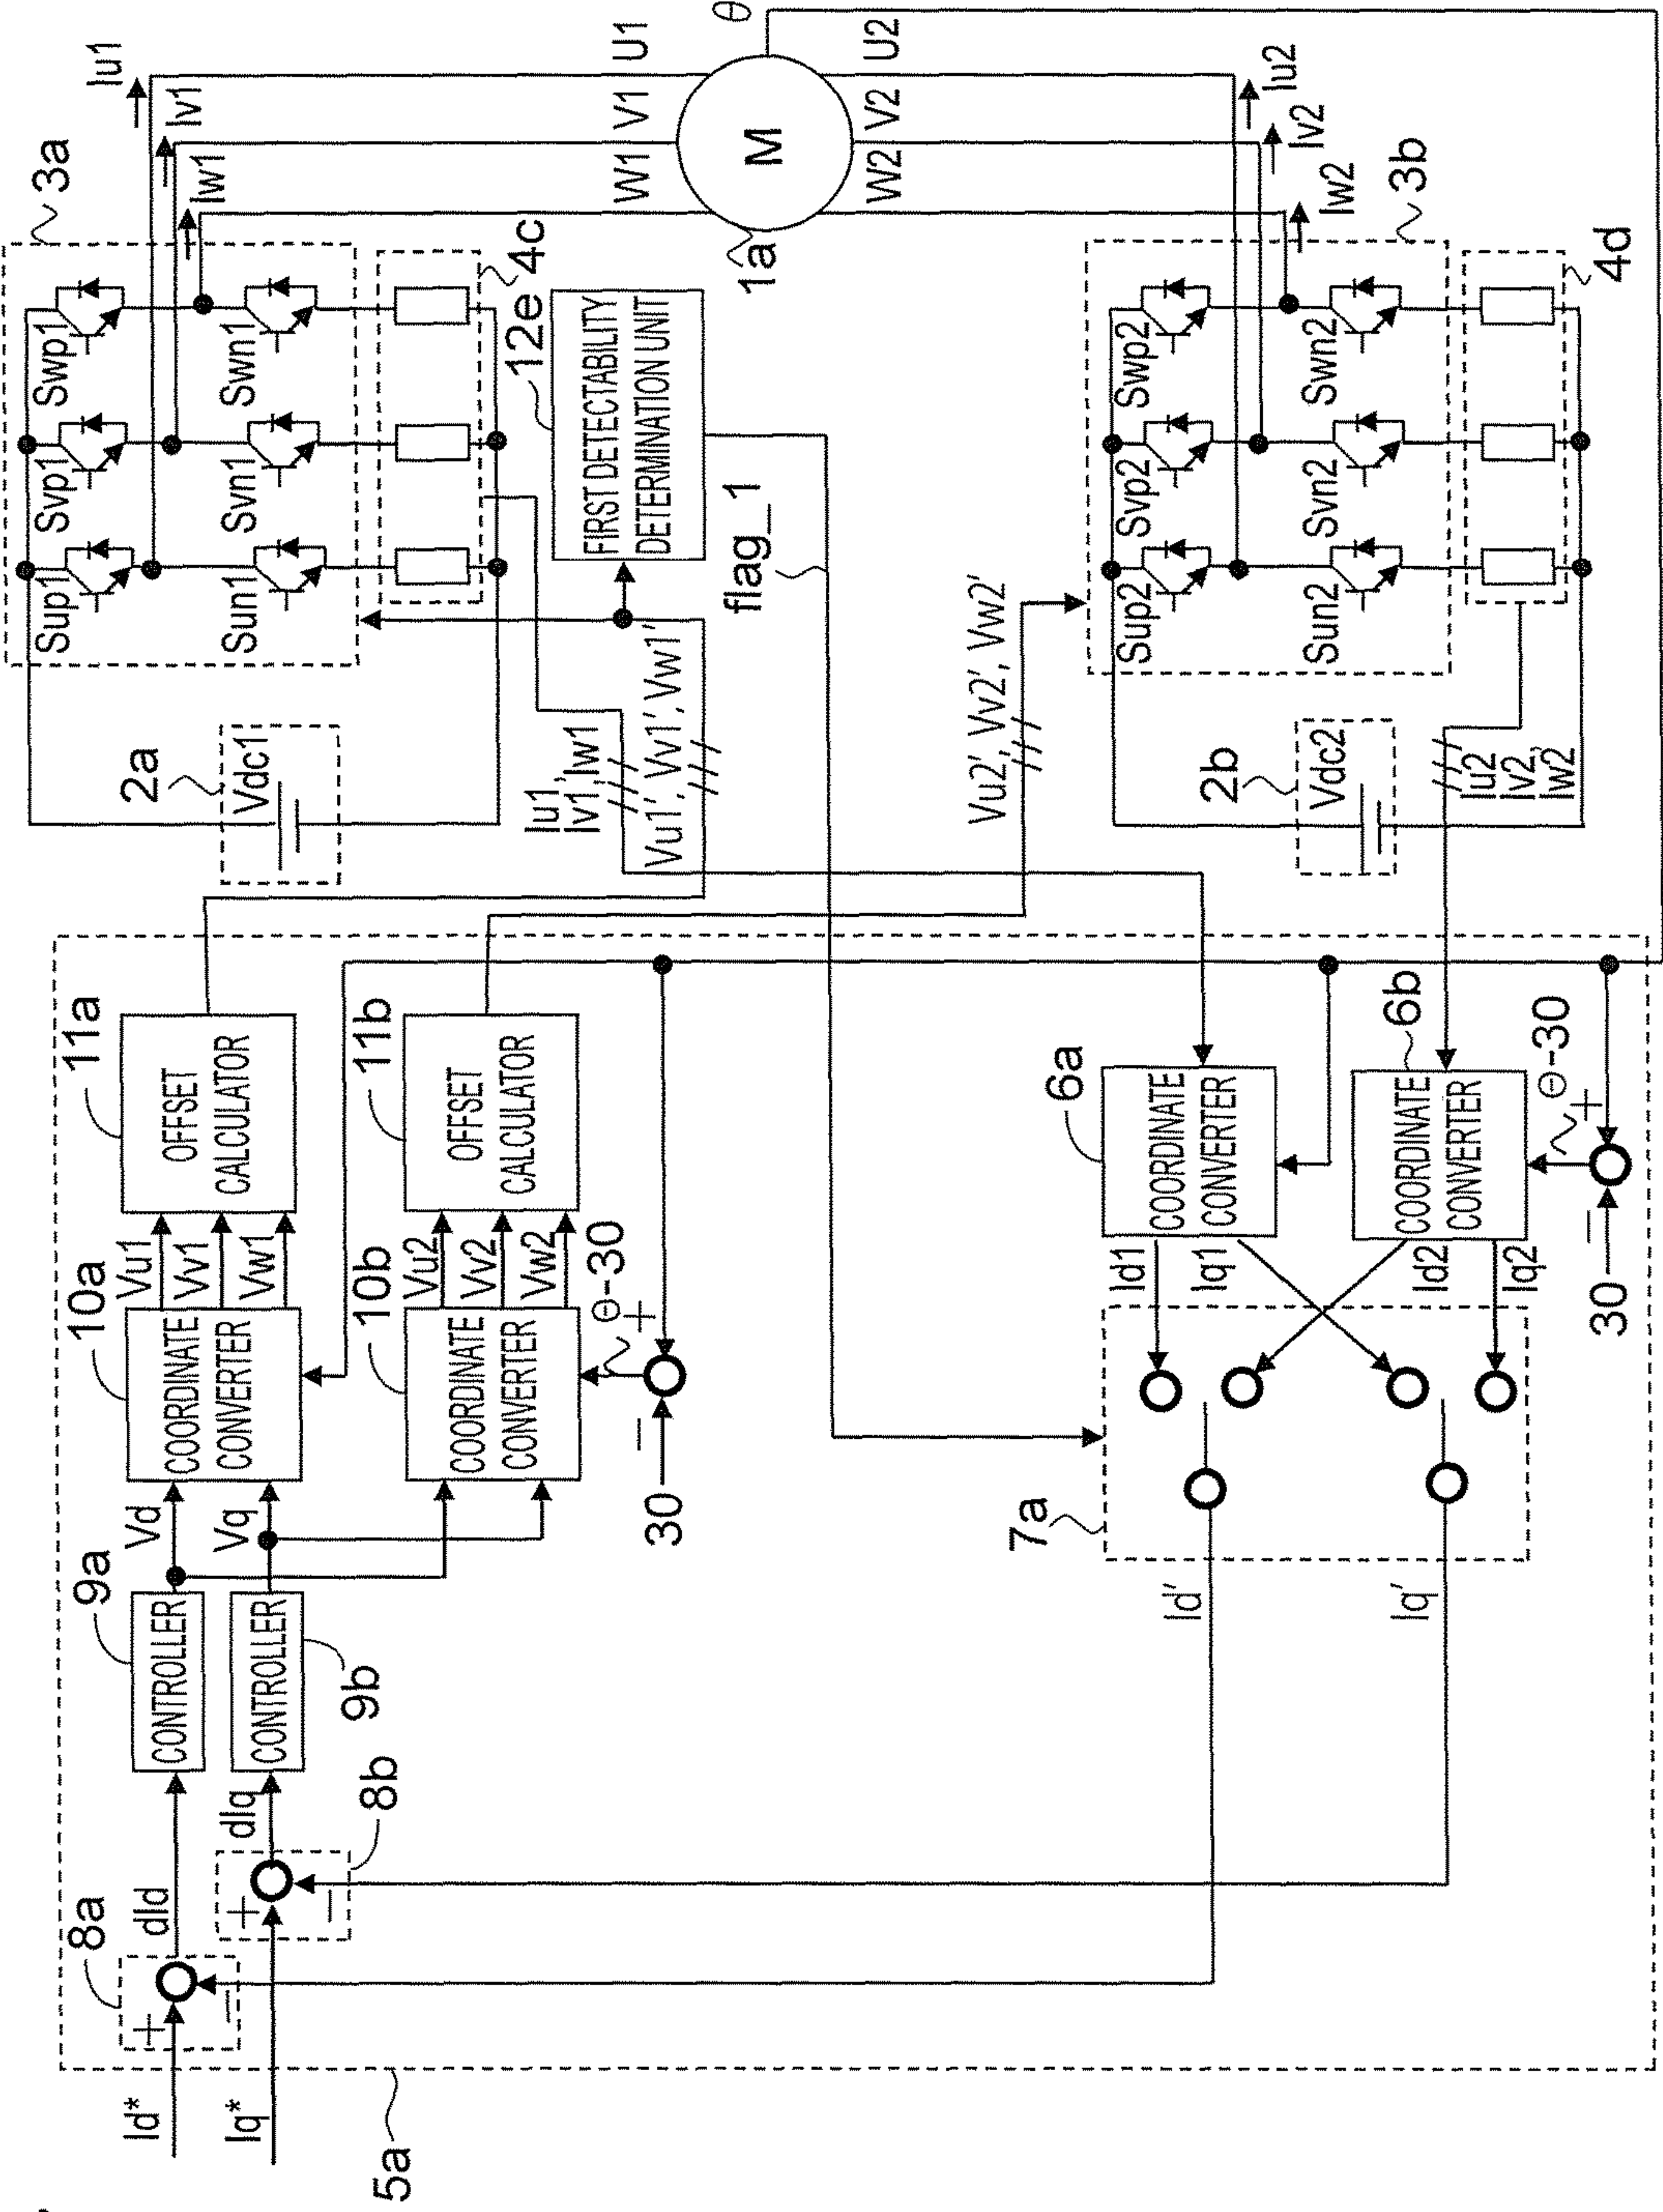 Id*
Iq*
5a
8a
+
−
dId
8b
+
−
dIq
9a
CONTROLLER
CONTROLLER
9b
Vd
Vq
10a
COORDINATE
CONVERTER
Vu1
Vv1
Vw1
10b
COORDINATE
CONVERTER
Vu2
Vv2
Vw2
Θ-30
+
−
30
11a
OFFSET
CALCULATOR
11b
OFFSET
CALCULATOR
2a
Vdc1
Iu1,
Iv1,Iw1
Vu1′, Vv1′,Vw1′
3a
Sup1
Svp1
Swp1
Sun1
Svn1
Swn1
4c
12e
FIRST DETECTABILITY
DETERMINATION UNIT
flag_1
Iu1
Iv1
Iw1
U1
V1
W1
θ
M
1a
U2
V2
W2
Iu2
Iv2
Iw2
3b
Sup2
Svp2
Swp2
Sun2
Svn2
Swn2
4d
Vu2′, Vv2′, Vw2′
2b
Vdc2
Iu2,
Iv2,
Iw2
6a
COORDINATE
CONVERTER
Id1
Iq1
6b
COORDINATE
CONVERTER
Id2
Iq2
Θ-30
+
−
30
7a
Id′
Iq′